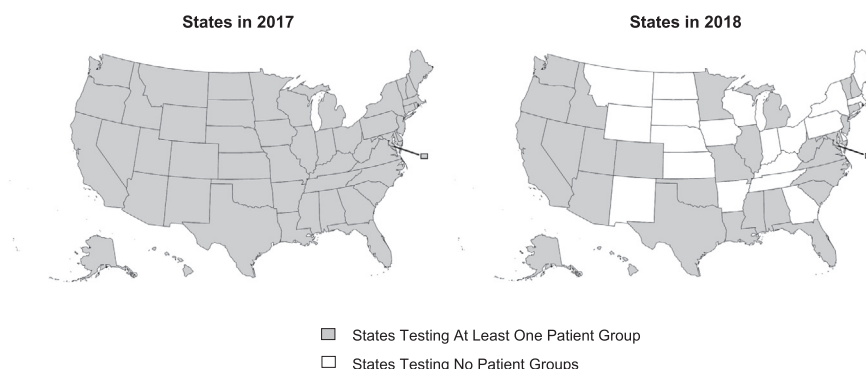 States in 2017
States in 2018
States Testing At Least One Patient Group
States Testing No Patient Groups